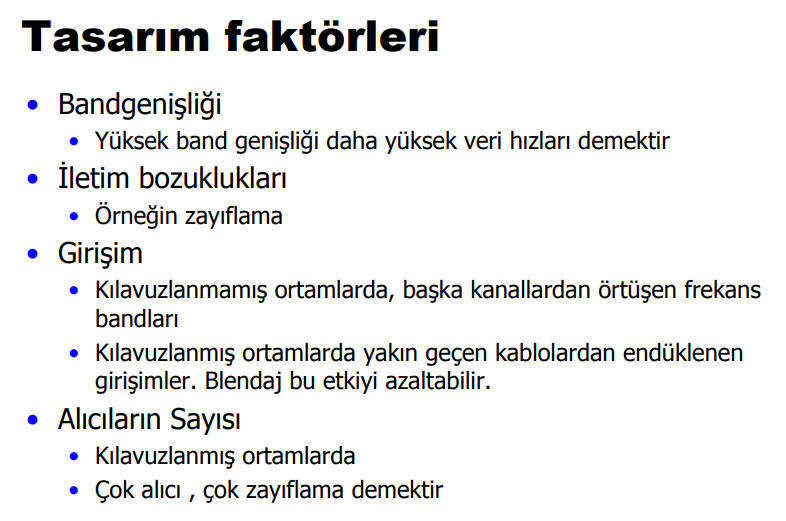 Tasarım faktörleri
• Bandgenişliği
• Yüksek band genişliği daha yüksek veri hızları demektir
• İletim bozuklukları
• Örneğin zayıflama
• Girişim
• Kılavuzlanmamış ortamlarda, başka kanallardan örtüşen frekans
bandları
• Kılavuzlanmış ortamlarda yakın geçen kablolardan endüklenen
girişimler. Blendaj bu etkiyi azaltabilir.
• Alıcıların Sayısı
• Kılavuzlanmış ortamlarda
• Çok alıcı , çok zayıflama demektir